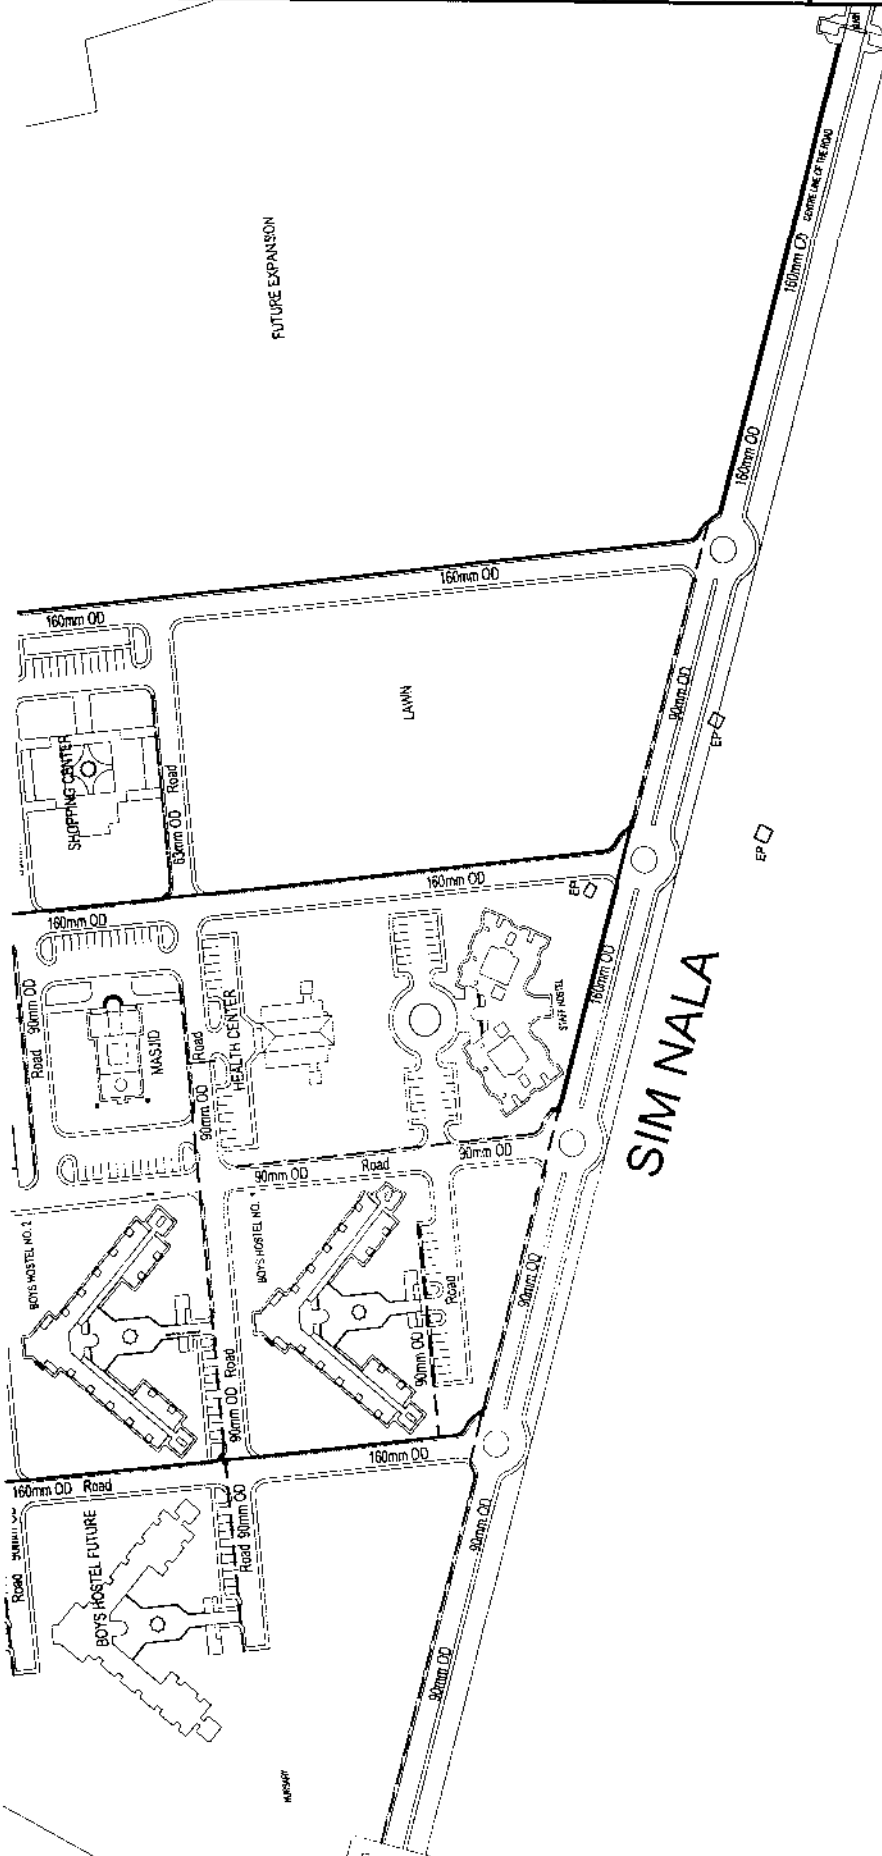 CENTRE LINE OF THE ROAD
160mm OD
FUTURE EXPANSION
160mm OD
160mm OD
160mm OD
LAWN
90mm OD
EP
SHOPPING CENTER
Road
63mm OD
EP
160mm OD
EP
160mm OD
160mm OD
Road 90mm OD
MASJID
Road
HEALTH CENTER
STAFF HOSTEL
SIM NALA
90mm OD
90mm OD
Road
90mm OD
BOYS HOSTEL NO. 2
BOYS HOSTEL NO.
90mm OD
Road
90mm OD
90mm OD Road
160mm OD
160mm OD Road
90mm OD
Road 90mm OD
Road
BOYS HOSTEL FUTURE
90mm OD
NURSARY